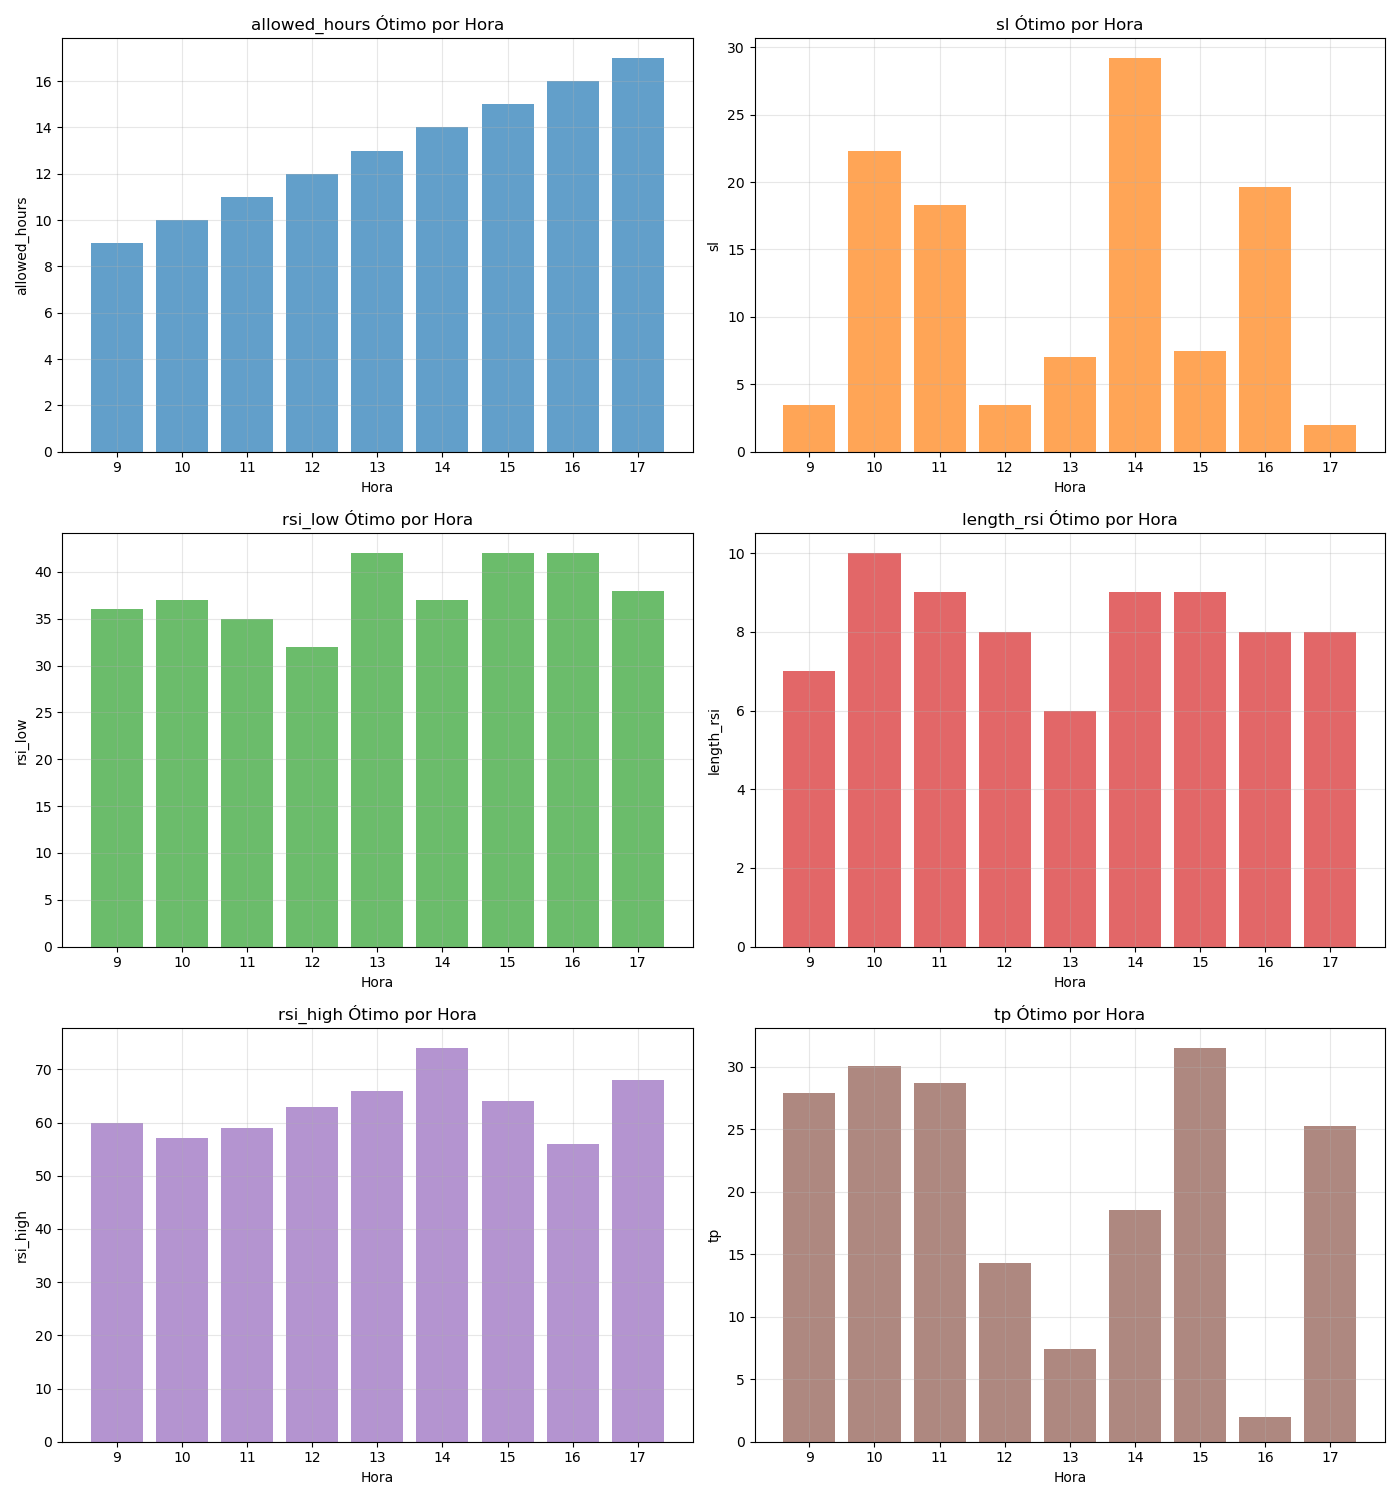 allowed_hours Ótimo por Hora
allowed_hours
16
14
12
10
8
6
4
2
0
9 10 11 12 13 14 15 16 17
Hora
sl Ótimo por Hora
sl
30
25
20
15
10
5
0
9 10 11 12 13 14 15 16 17
Hora
rsi_low Ótimo por Hora
rsi_low
40
35
30
25
20
15
10
5
0
9 10 11 12 13 14 15 16 17
Hora
length_rsi Ótimo por Hora
length_rsi
10
8
6
4
2
0
9 10 11 12 13 14 15 16 17
Hora
rsi_high Ótimo por Hora
rsi_high
70
60
50
40
30
20
10
0
9 10 11 12 13 14 15 16 17
Hora
tp Ótimo por Hora
tp
30
25
20
15
10
5
0
9 10 11 12 13 14 15 16 17
Hora